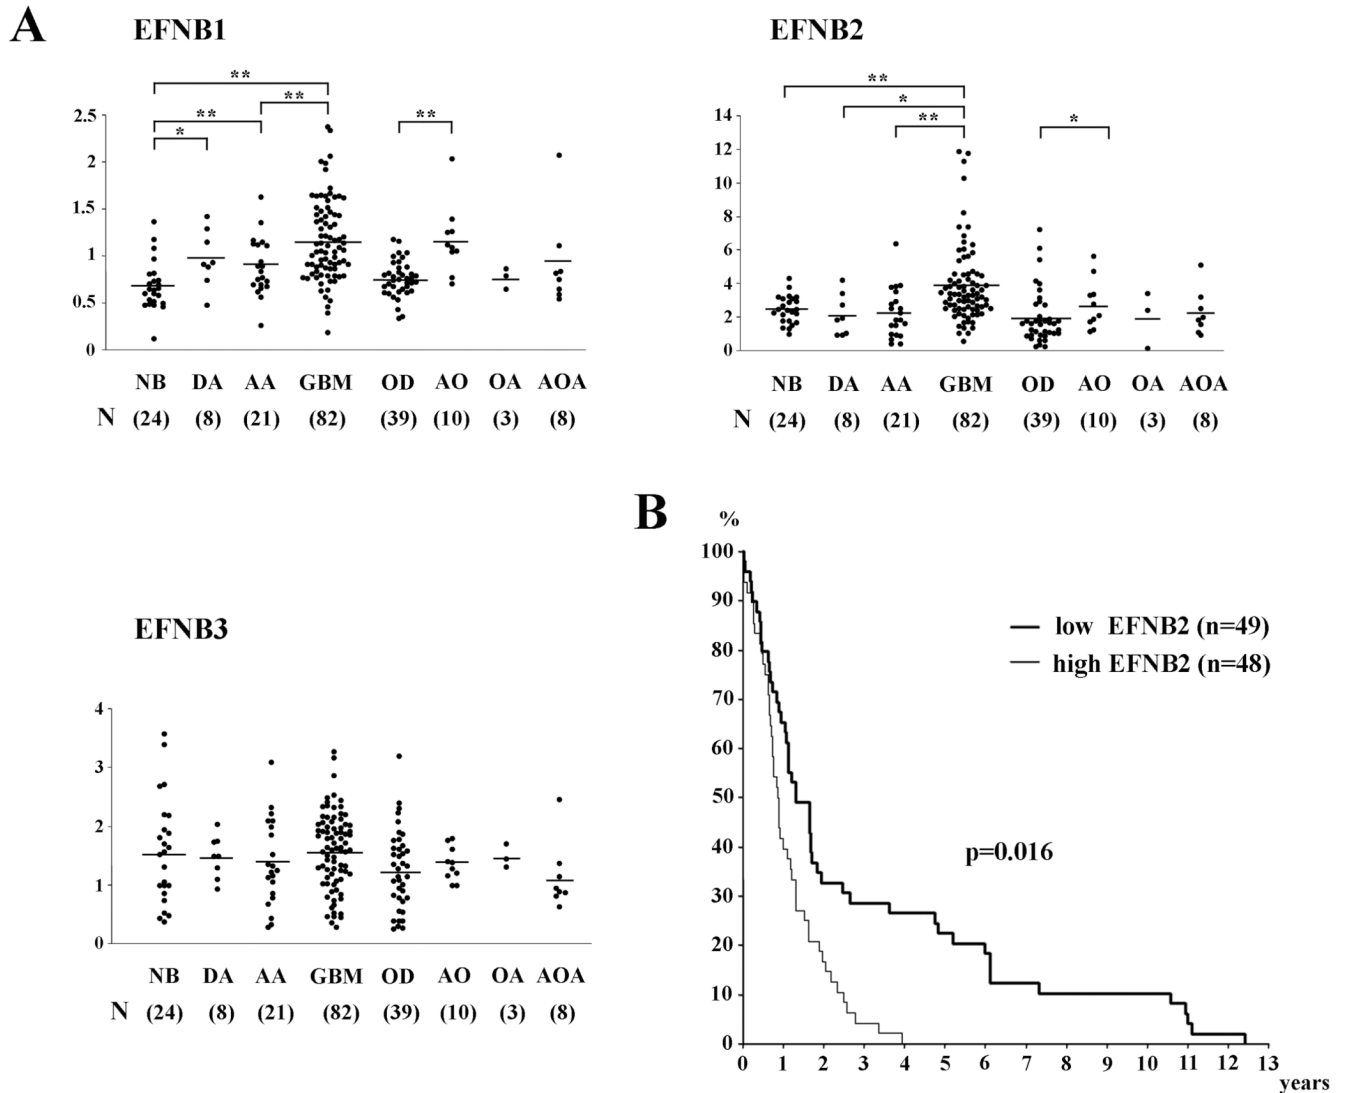 A
EFNB1
** 
** 
** 
* 
** 
2.5
2
1.5
1
0.5
0
NB DA AA GBM OD AO OA AOA
N (24) (8) (21) (82) (39) (10) (3) (8)
EFNB2
** 
* 
** 
* 
14
12
10
8
6
4
2
0
NB DA AA GBM OD AO OA AOA
N (24) (8) (21) (82) (39) (10) (3) (8)
EFNB3
4
3
2
1
0
NB DA AA GBM OD AO OA AOA
N (24) (8) (21) (82) (39) (10) (3) (8)
B
%
100
90
80
70
60
50
40
30
20
10
0
low EFNB2 (n=49)
high EFNB2 (n=48)
p=0.016
0 1 2 3 4 5 6 7 8 9 10 11 12 13
years